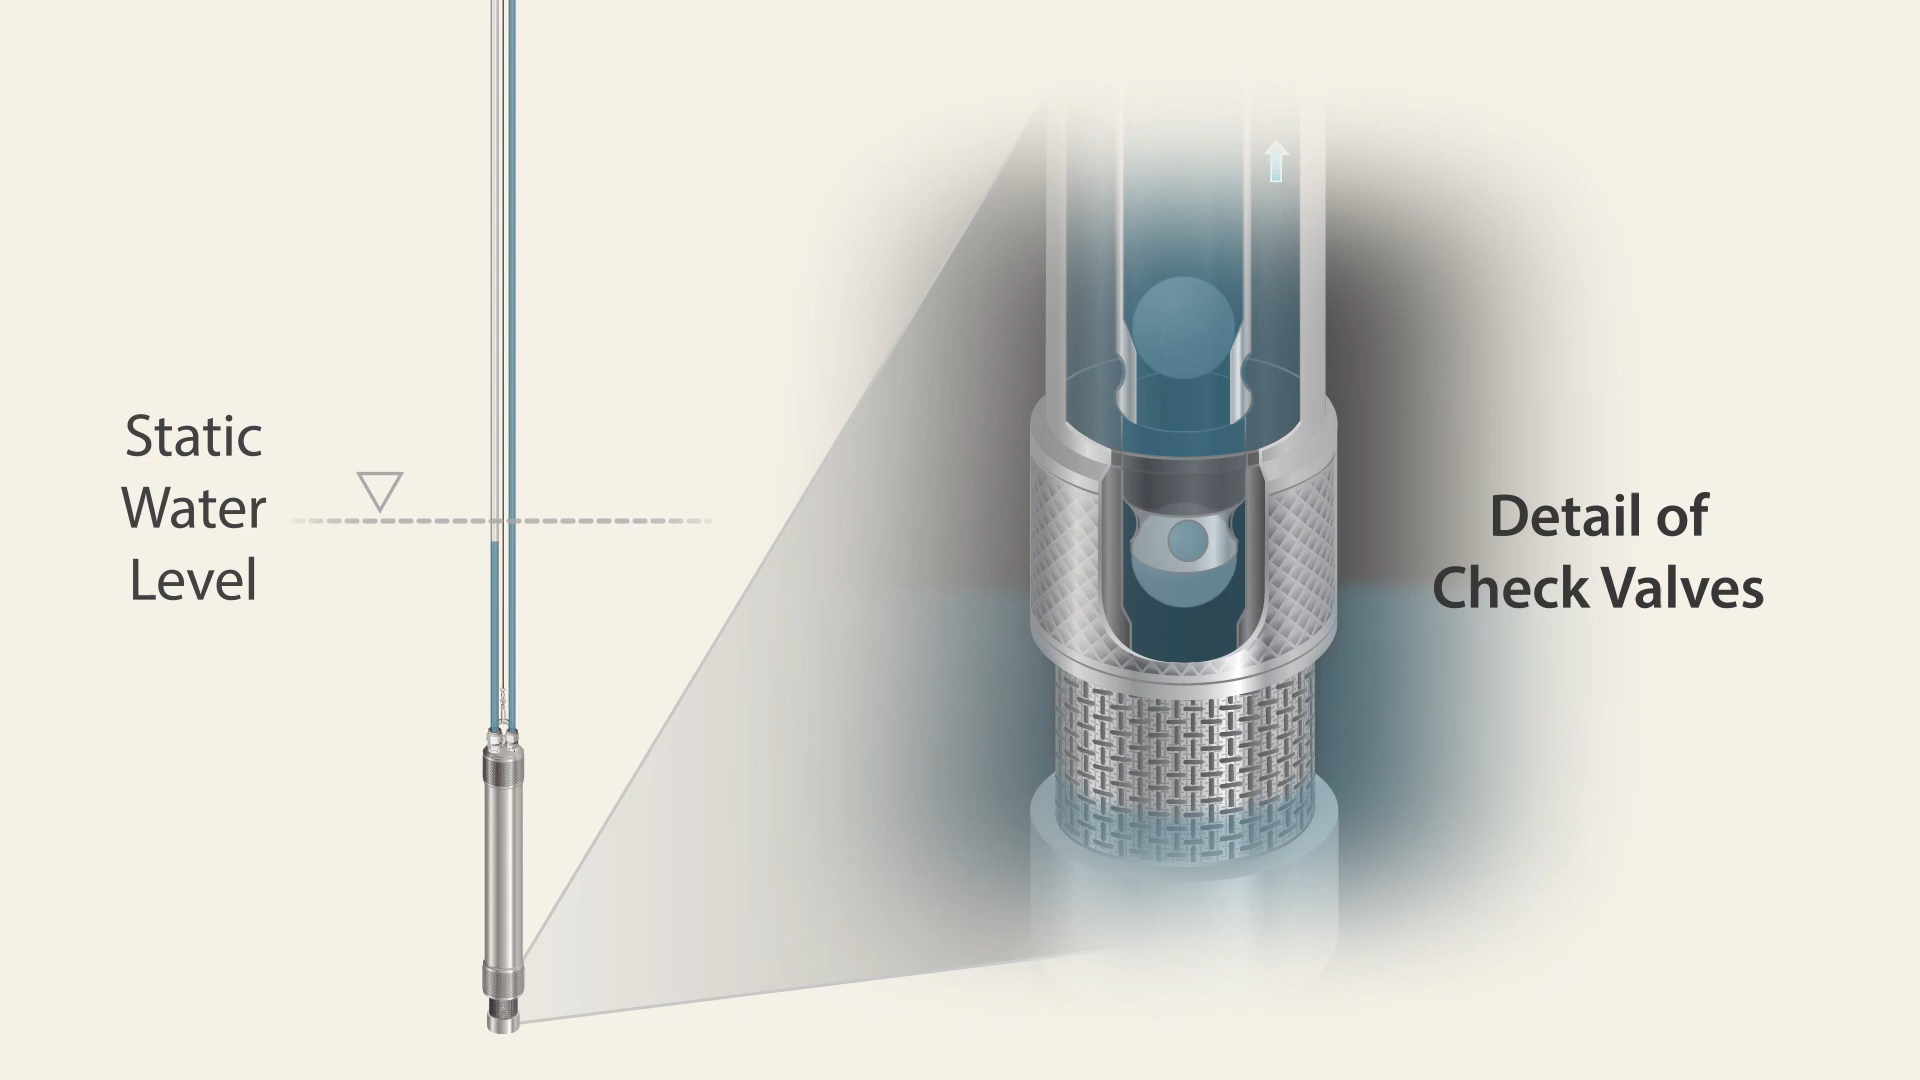 Static
Water
Level
Detail of
Check Valves